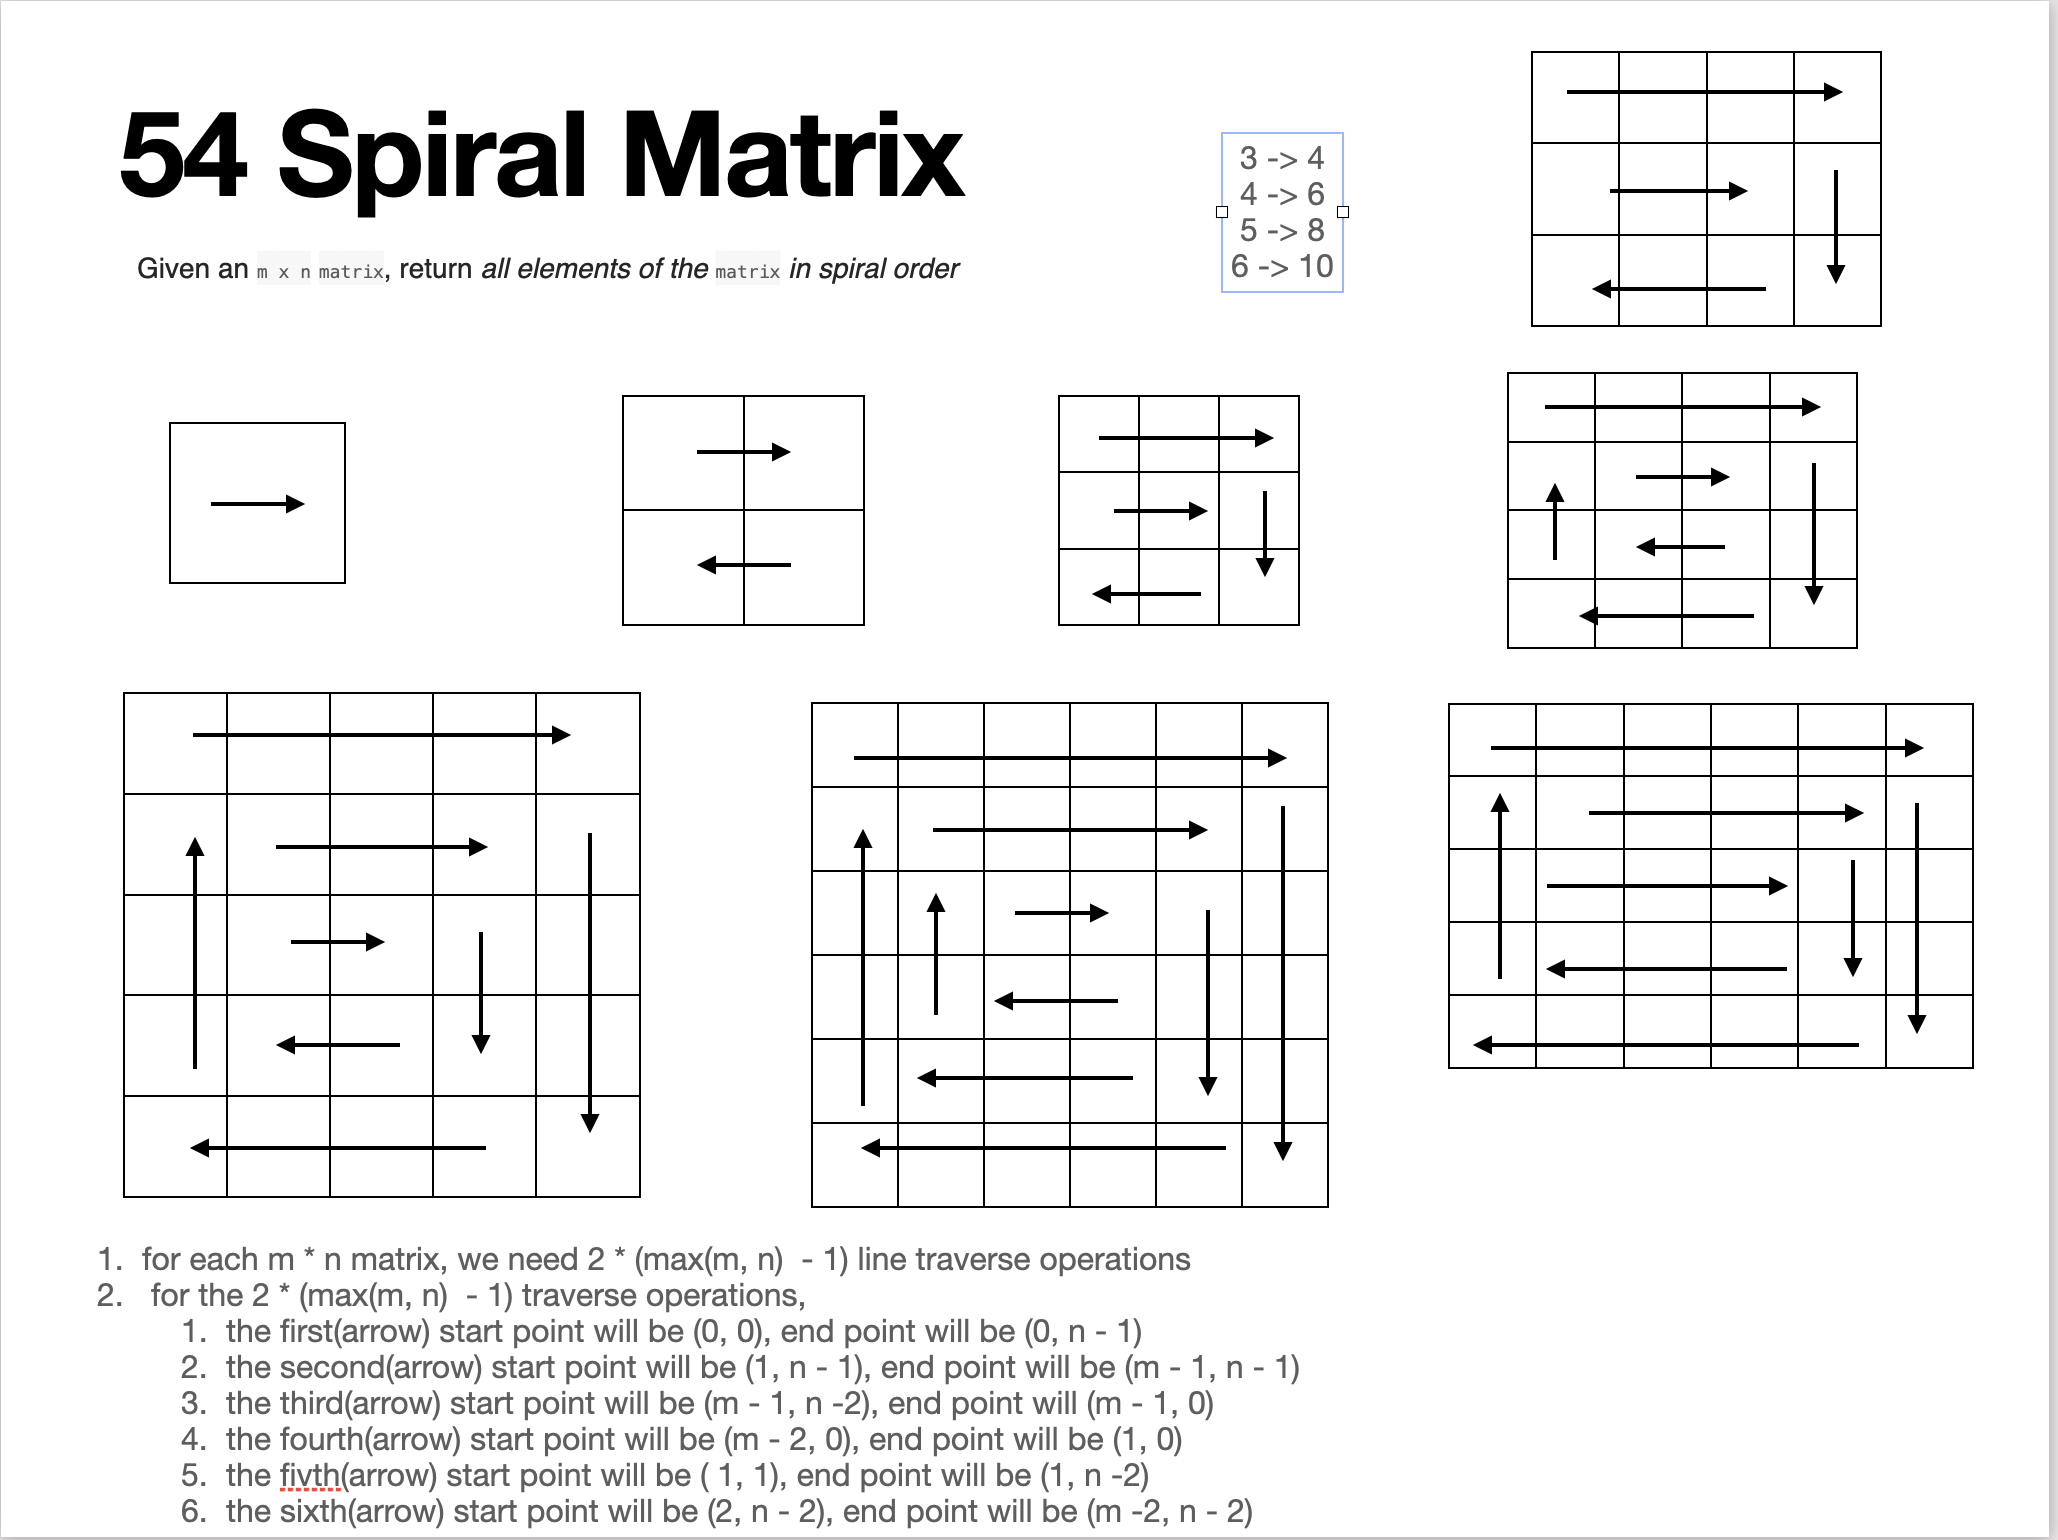 54 Spiral Matrix
Given an m x n matrix, return all elements of the matrix in spiral order
3 -> 4
4 -> 6
5 -> 8
6 -> 10
1. for each m * n matrix, we need 2 * (max(m, n) - 1) line traverse operations
2. for the 2 * (max(m, n) - 1) traverse operations,
1. the first(arrow) start point will be (0, 0), end point will be (0, n - 1)
2. the second(arrow) start point will be (1, n - 1), end point will be (m - 1, n - 1)
3. the third(arrow) start point will be (m - 1, n -2), end point will (m - 1, 0)
4. the fourth(arrow) start point will be (m - 2, 0), end point will be (1, 0)
5. the fivth(arrow) start point will be ( 1, 1), end point will be (1, n -2)
6. the sixth(arrow) start point will be (2, n - 2), end point will be (m -2, n - 2)